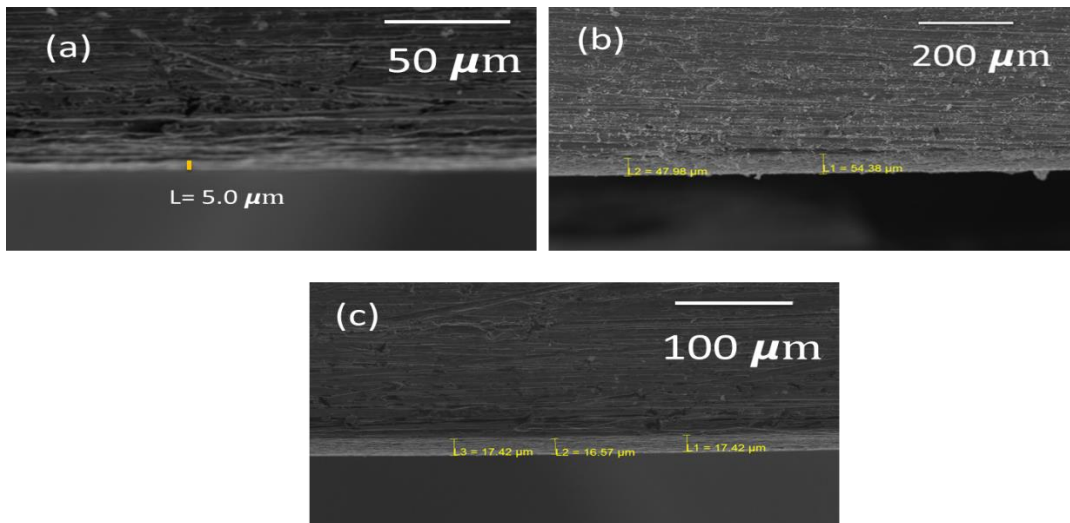 (a)
50 μm
L= 5.0 μm
(b)
200 μm
L2 = 47.98 μm
L1 = 54.38 μm
(c)
100 μm
L3 = 17.42 μm
L2 = 16.57 μm
L1 = 17.42 μm